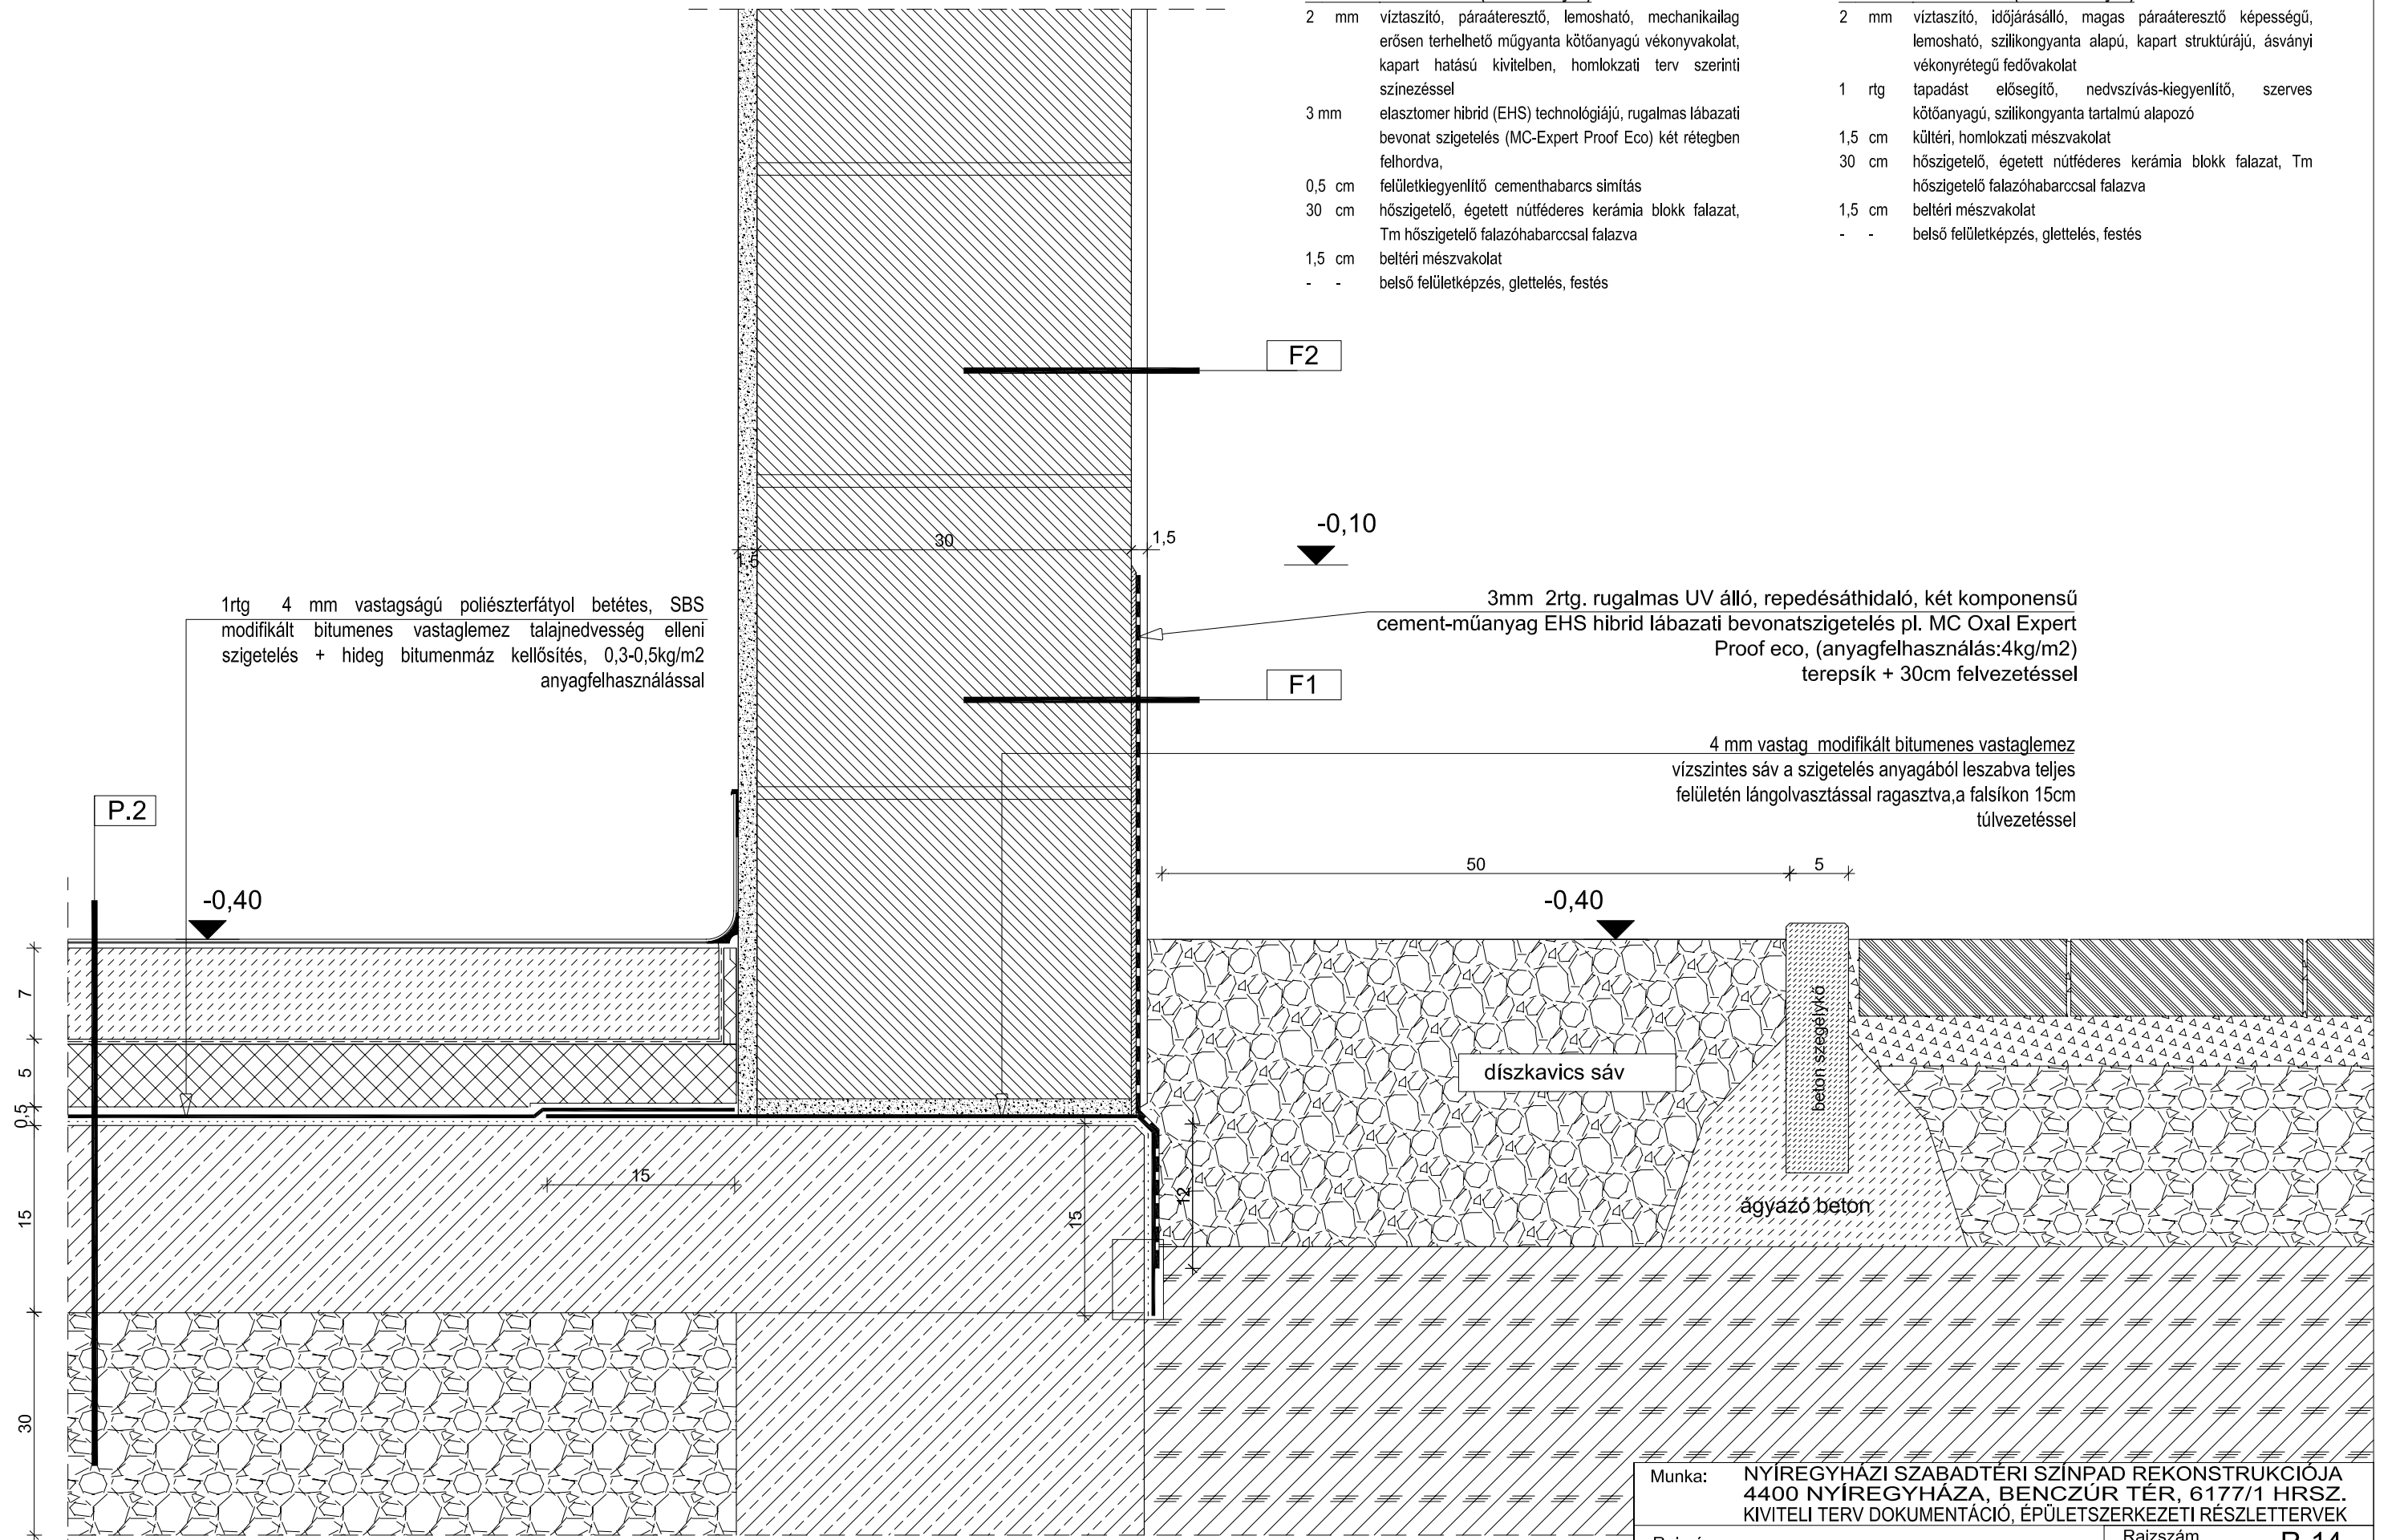 2 mm víztaszító, páraáteresztő, lemosható, mechanikailag
erősen terhelhető műgyanta kötőanyagú vékonyvakolat,
kapart hatású kivitelben, homlokzati terv szerinti
színezéssel
3 mm elasztomer hibrid (EHS) technológiájú, rugalmas lábazati
bevonat szigetelés (MC-Expert Proof Eco) két rétegben
felhordva,
0,5 cm felületkiegyenlítő cementhabarcs simítás
30 cm hőszigetelő, égetett nútféderes kerámia blokk falazat,
Tm hőszigetelő falazóhabarccsal falazva
1,5 cm beltéri mészvakolat
- - belső felületképzés, glettelés, festés
2 mm víztaszító, időjárásálló, magas páraáteresztő képességű,
lemosható, szilikongyanta alapú, kapart struktúrájú, ásványi
vékonyrétegű fedővakolat
1 rtg tapadást elősegítő, nedvszívás-kiegyenlítő, szerves
kötőanyagú, szilikongyanta tartalmú alapozó
1,5 cm kültéri, homlokzati mészvakolat
30 cm hőszigetelő, égetett nútféderes kerámia blokk falazat, Tm
hőszigetelő falazóhabarccsal falazva
1,5 cm beltéri mészvakolat
- - belső felületképzés, glettelés, festés
F2
-0,10
30
1,5
1,5
1rtg 4 mm vastagságú poliészterfátyol betétes, SBS
modifikált bitumenes vastaglemez talajnedvesség elleni
szigetelés + hideg bitumenmáz kellősítés, 0,3-0,5kg/m2
anyagfelhasználással
3mm 2rtg. rugalmas UV álló, repedésáthidaló, két komponensű
cement-műanyag EHS hibrid lábazati bevonatszigetelés pl. MC Oxal Expert
Proof eco, (anyagfelhasználás:4kg/m2)
terepsík + 30cm felvezetéssel
F1
4 mm vastag modifikált bitumenes vastaglemez
vízszintes sáv a szigetelés anyagából leszabva teljes
felületén lángolvasztással ragasztva,a falsíkon 15cm
túlvezetéssel
P.2
50
5
-0,40
-0,40
7
5
0,5
15
30
díszkavics sáv
beton szegélykő
ágyazó beton
15
15
12
Munka: NYÍREGYHÁZI SZABADTÉRI SZÍNPAD REKONSTRUKCIÓJA
4400 NYÍREGYHÁZA, BENCZÚR TÉR, 6177/1 HRSZ.
KIVITELI TERV DOKUMENTÁCIÓ, ÉPÜLETSZERKEZETI RÉSZLETTERVEK
Rajzszám